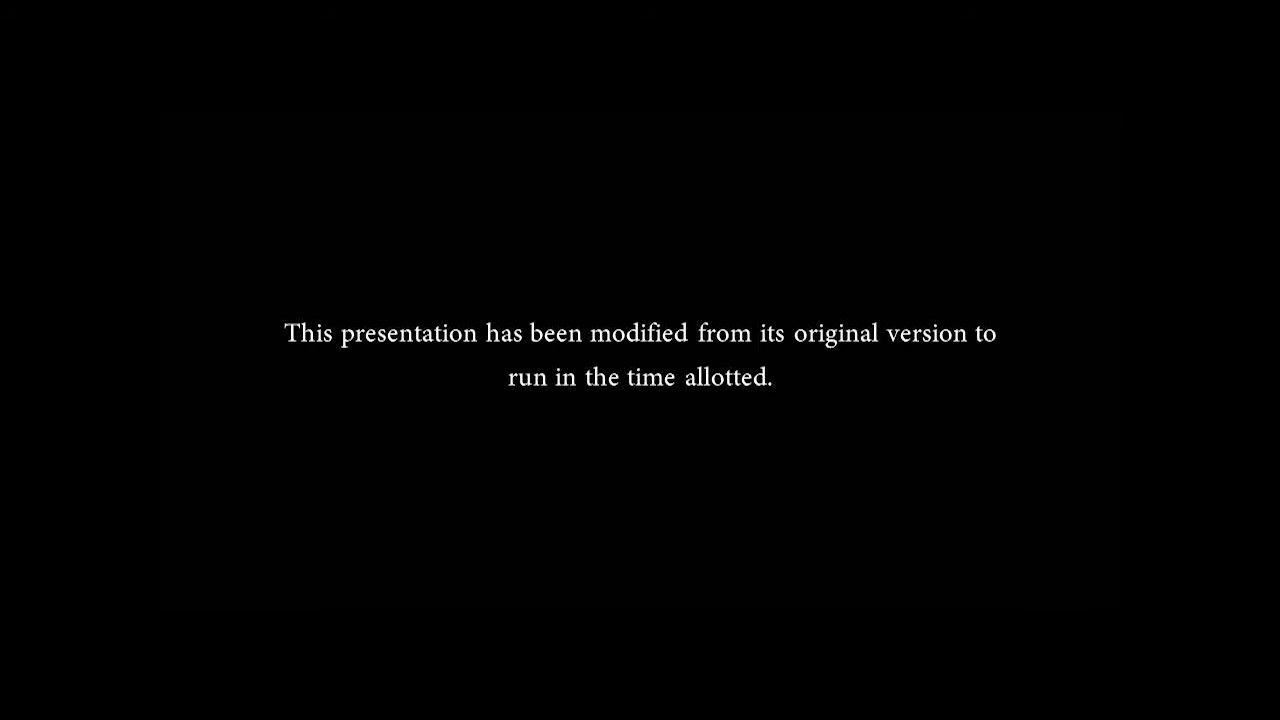 This presentation has been modified from its original version to
run in the time allotted.